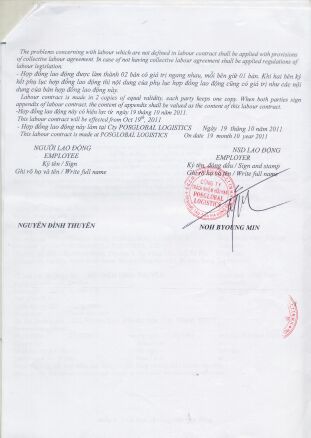 The problems concerning with labour which are not defined in labour contract shall be applied with provisions
of collective labour agreement. In case of not having collective labour agreement shall be applied regulations of
labour legislation.
- Hợp đồng lao động được làm thành 02 bản có giá trị ngang nhau, mỗi bên giữ 01 bản. Khi hai bên ký
kết phụ lục hợp đồng lao động thì nội dung của phụ lục hợp đồng lao động cũng có giá trị như các nội
dung của bản hợp đồng lao động này.
Labour contract is made in 2 copies of equal validity, each party keeps one copy. When both parties sign
appendix of labour contract, the content of appendix shall be valued as the content of this labour contract.
-Hợp đồng lao động này có hiệu lực từ ngày 19 tháng 10 năm 2011.
This labour contract will be effected from Oct 19th, 2011
- Hợp đồng lao động này làm tại Cty POSGLOBAL LOGISTICS Ngày 19 tháng 10 năm 2011
This labour contract is made at POSGLOBAL LOGISTICS On date 19 month 10 year 2011
NGƯỜI LAO ĐỘNG NSD LAO ĐỘNG
EMPLOYEE EMPLOYER
Ký tên / Sign Ký tên, đóng dấu / Sign and stamp
Ghi rõ họ và tên / Write full name Ghi rõ họ và tên / Write full name
CÔNG TY
TRÁCH NHIỆM HỮU HẠN
POSGLOBAL
LOGISTICS
NGUYỄN ĐÌNH THUYÊN NOH BYOUNG MIN